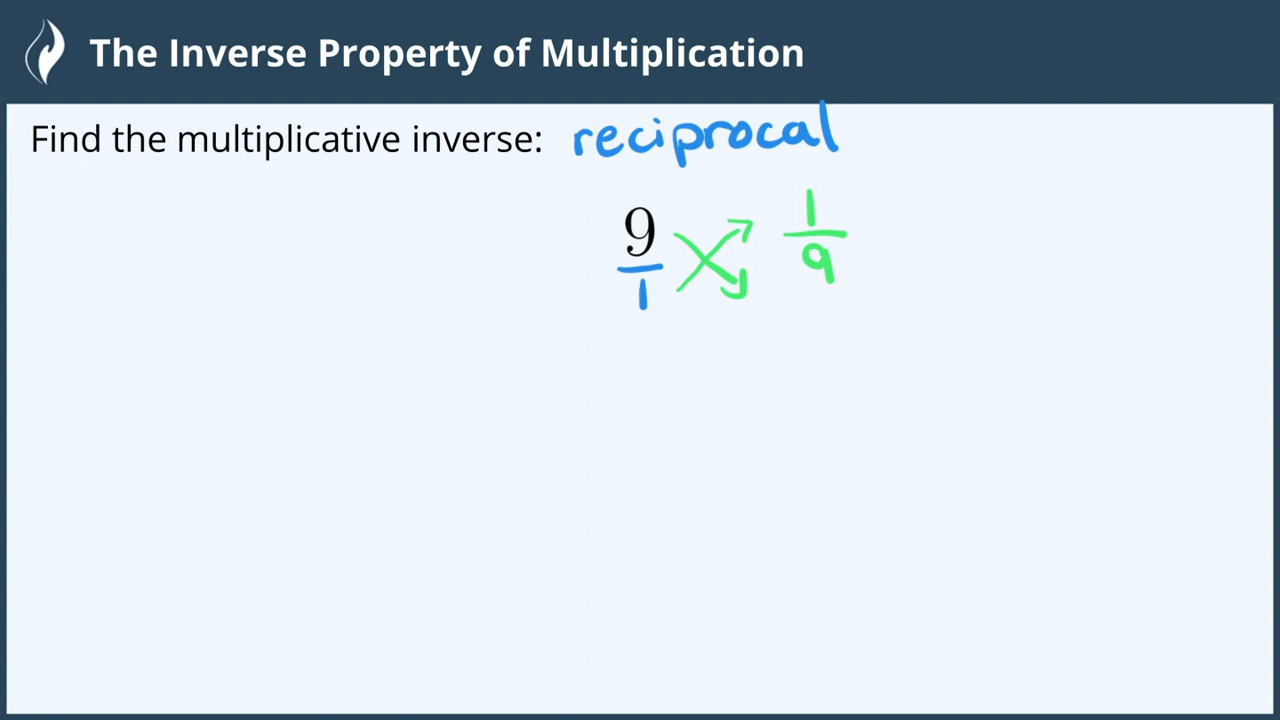 The Inverse Property of Multiplication
Find the multiplicative inverse: reciprocal
9/1 1/9